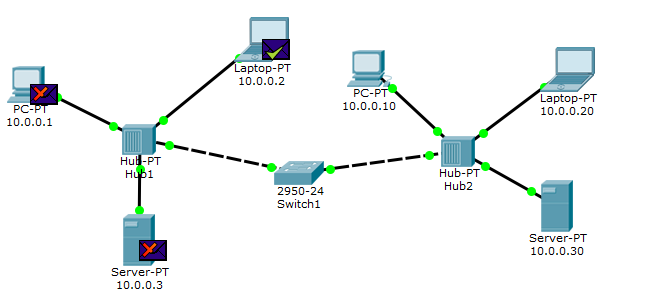 Laptop-PT
10.0.0.2
PC-PT
10.0.0.1
Hub-PT
Hub1
Server-PT
10.0.0.3
2950-24
Switch1
PC-PT
10.0.0.10
Laptop-PT
10.0.0.20
Hub-PT
Hub2
Server-PT
10.0.0.30